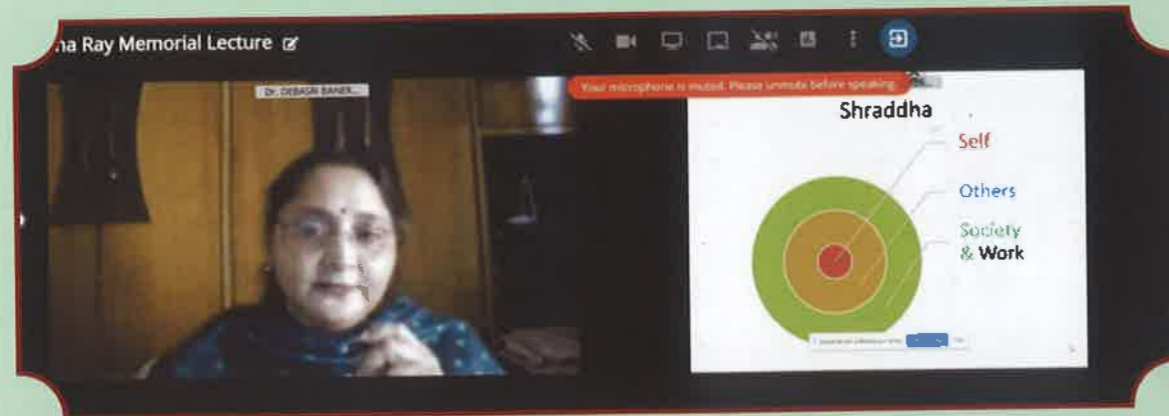 na Ray Memorial Lecture
Dr. DEBASRI BANER...
Your microphone is muted. Please unmute before speaking.
Shraddha
Self
Others
Society
& Work